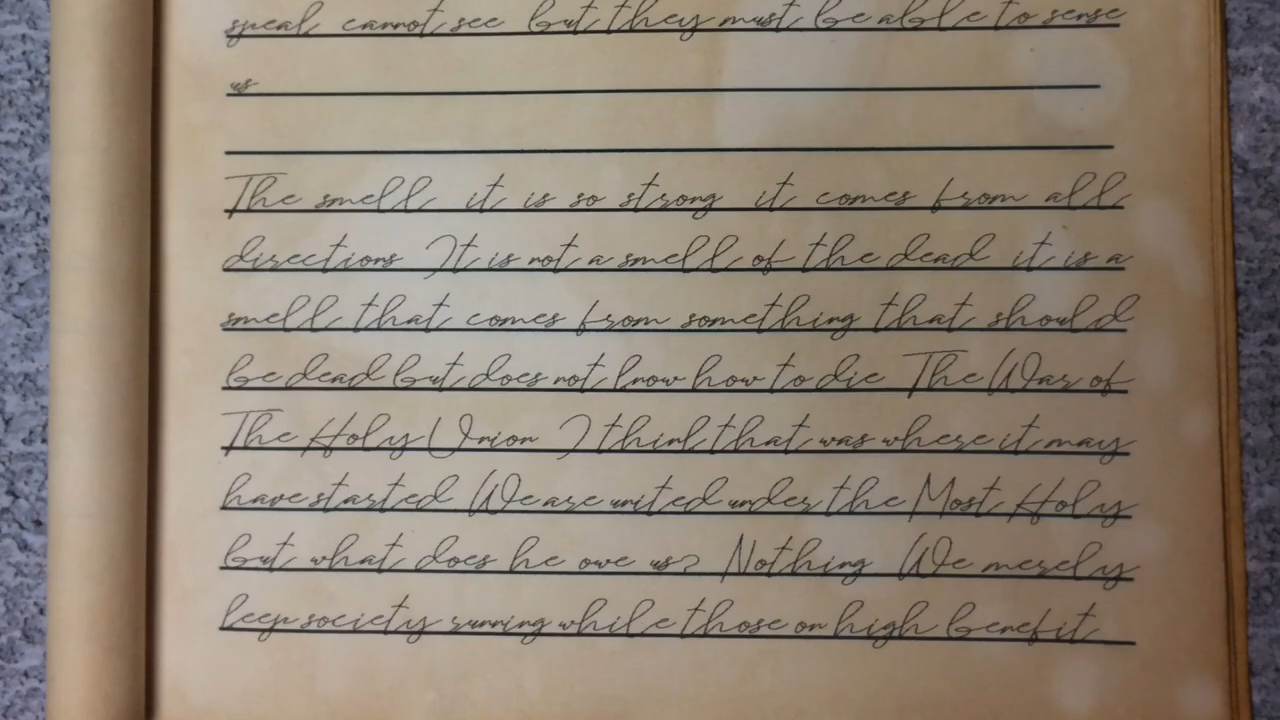 speak cannot see but they must be able to sense
us
The smell it is so strong it comes from all
directions It is not a smell of the dead it is a
smell that comes from something that should
be dead but does not know how to die The War of
The Holy Union I think that was where it may
have started We are united under the Most Holy
but what does he owe us? Nothing We merely
keep society running while those on high benefit